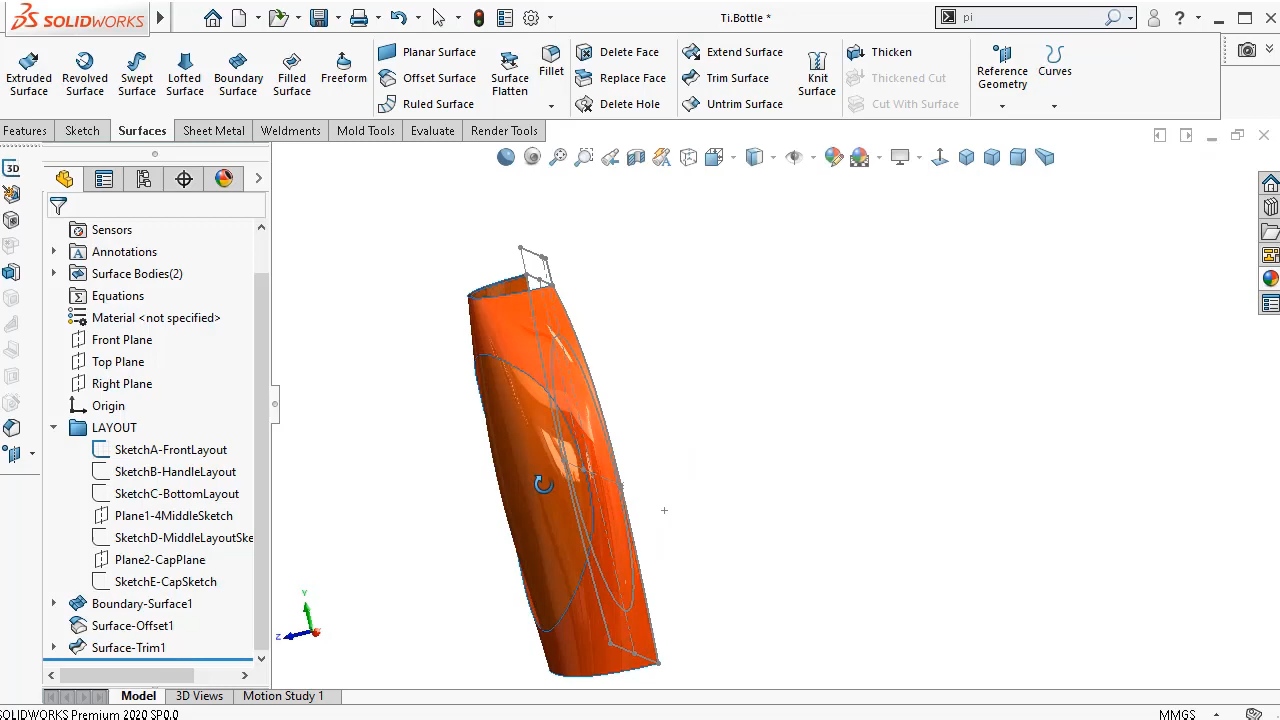 SOLIDWORKS
Ti.Bottle *
pi
Extruded Surface
Revolved Surface
Swept Surface
Lofted Surface
Boundary Surface
Filled Surface
Freeform
Planar Surface
Offset Surface
Ruled Surface
Surface Flatten
Fillet
Delete Face
Replace Face
Delete Hole
Extend Surface
Trim Surface
Untrim Surface
Knit Surface
Thicken
Thickened Cut
Cut With Surface
Reference Geometry
Curves
Features
Sketch
Surfaces
Sheet Metal
Weldments
Mold Tools
Evaluate
Render Tools
3D
Sensors
Annotations
Surface Bodies(2)
Equations
Material <not specified>
Front Plane
Top Plane
Right Plane
Origin
LAYOUT
SketchA-FrontLayout
SketchB-HandleLayout
SketchC-BottomLayout
Plane1-4MiddleSketch
SketchD-MiddleLayoutSke
Plane2-CapPlane
SketchE-CapSketch
Boundary-Surface1
Surface-Offset1
Surface-Trim1
Y
Z
Model
3D Views
Motion Study 1
SOLIDWORKS Premium 2020 SP0.0
MMGS